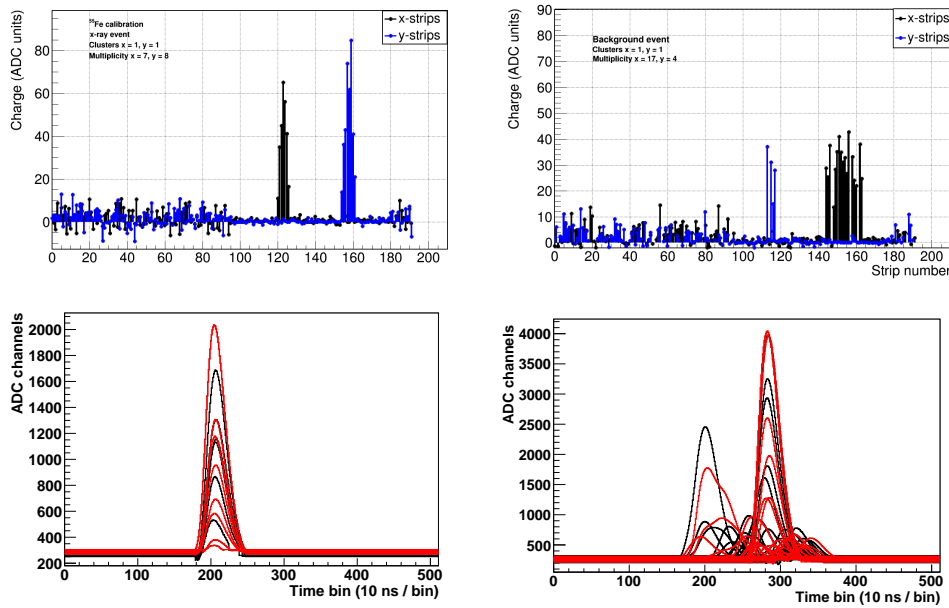 ⁵⁵Fe calibration
x-ray event
Clusters x = 1, y = 1
Multiplicity x = 7, y = 8
x-strips
y-strips
Charge (ADC units)
80
60
40
20
0
0 20 40 60 80 100 120 140 160 180 200
Background event
Clusters x = 1, y = 1
Multiplicity x = 17, y = 4
x-strips
y-strips
Charge (ADC units)
90
80
70
60
50
40
30
20
10
0
0 20 40 60 80 100 120 140 160 180 200
Strip number
ADC channels
2000
1800
1600
1400
1200
1000
800
600
400
200
0 100 200 300 400 500
Time bin (10 ns / bin)
ADC channels
4000
3500
3000
2500
2000
1500
1000
500
0 100 200 300 400 500
Time bin (10 ns / bin)